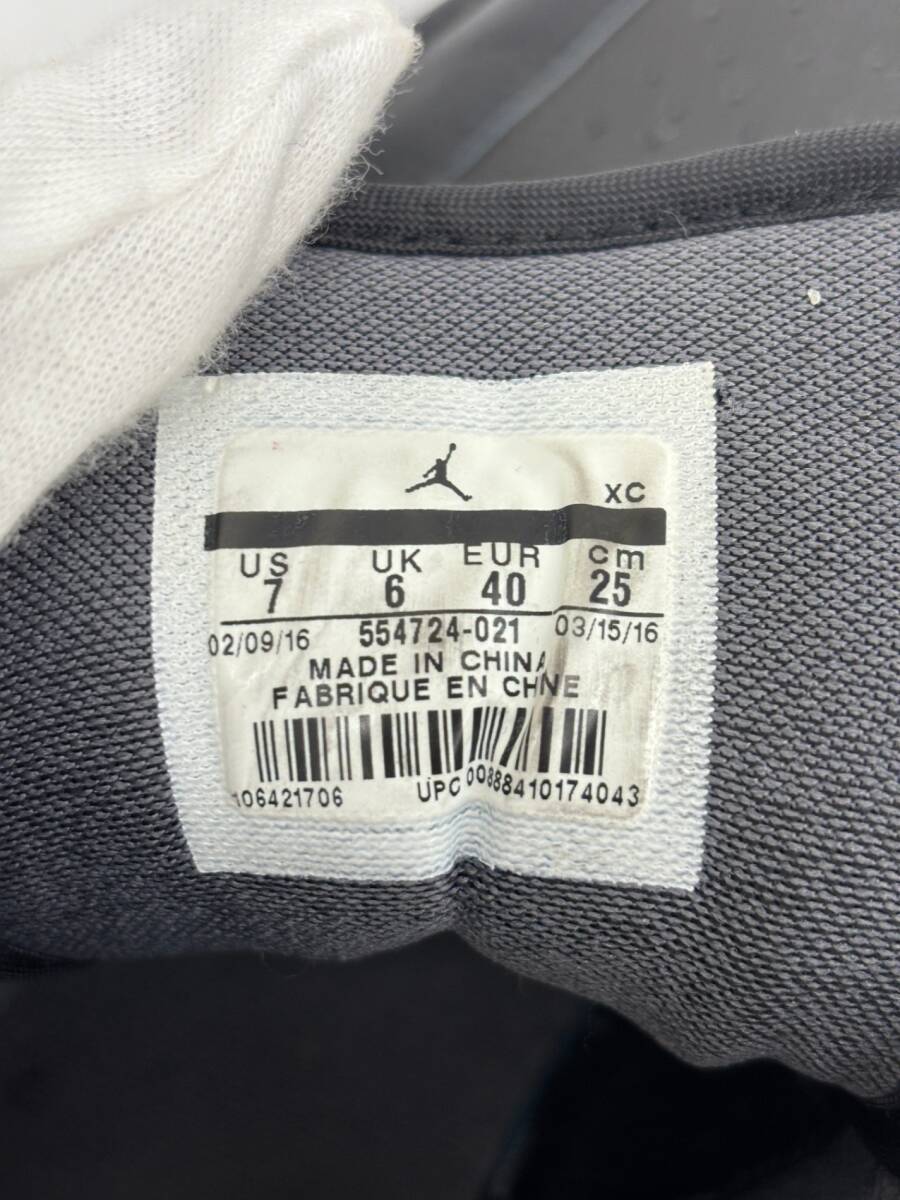 XC
US UK EUR cm
7 6 40 25
02/09/16 554724-021 03/15/16
MADE IN CHINA
FABRIQUE EN CHINE
106421706 UPC 00888410174043